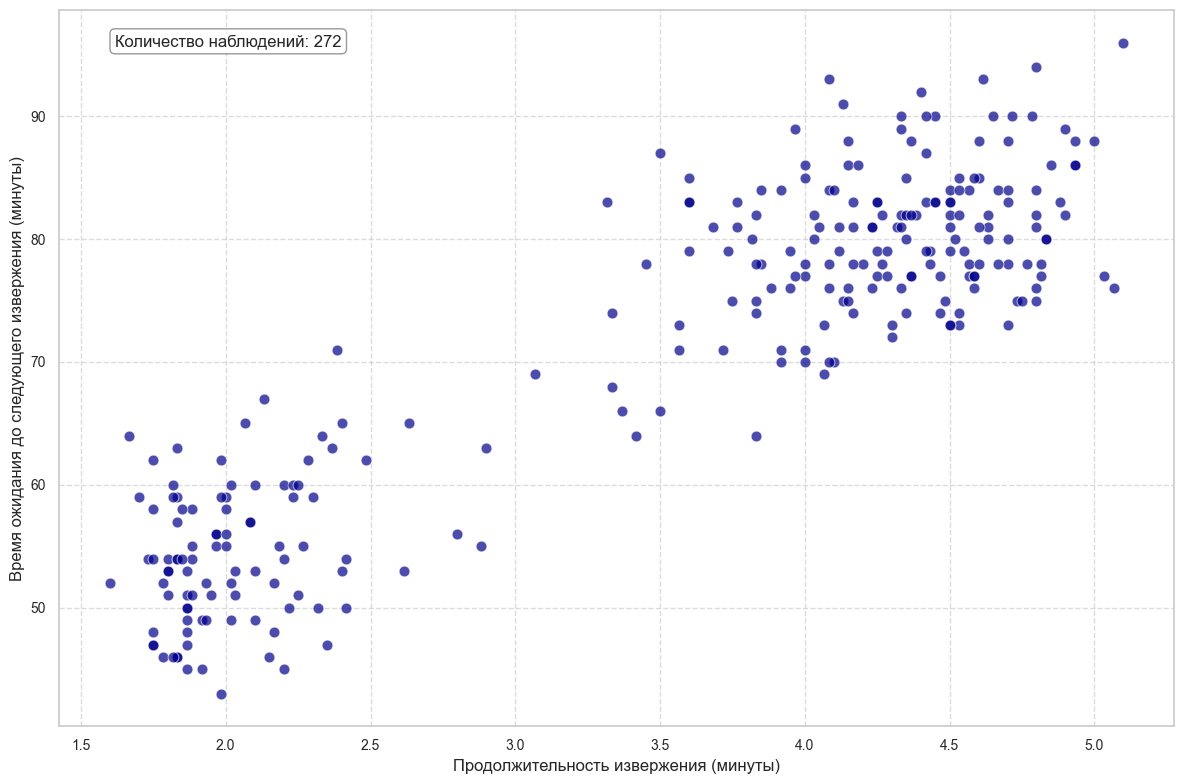 Количество наблюдений: 272
Время ожидания до следующего извержения (минуты)
90
80
70
60
50
1.5 2.0 2.5 3.0 3.5 4.0 4.5 5.0
Продолжительность извержения (минуты)